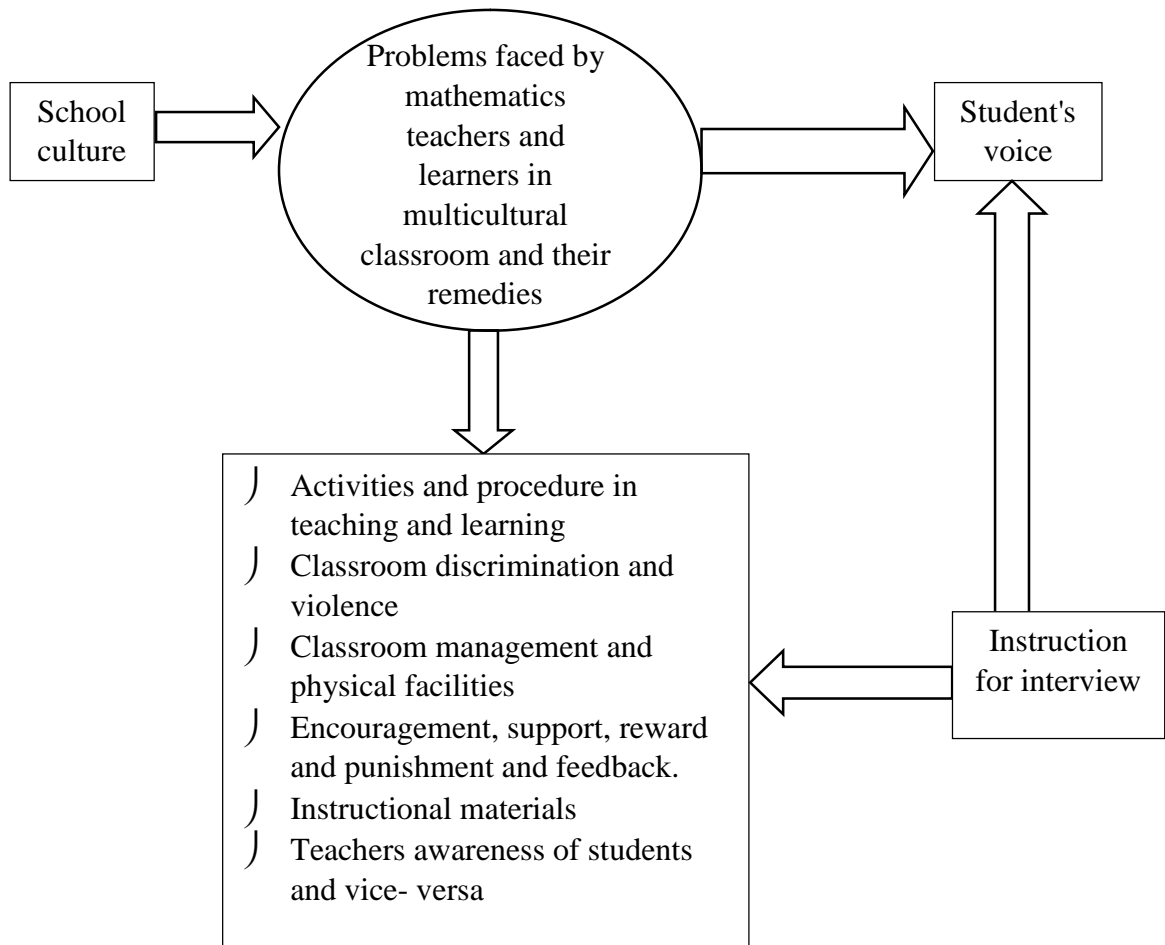 School
culture
Problems faced by
mathematics
teachers and
learners in
multicultural
classroom and their
remedies
Student's
voice
Activities and procedure in
teaching and learning
Classroom discrimination and
violence
Classroom management and
physical facilities
Encouragement, support, reward
and punishment and feedback.
Instructional materials
Teachers awareness of students
and vice- versa
Instruction
for interview